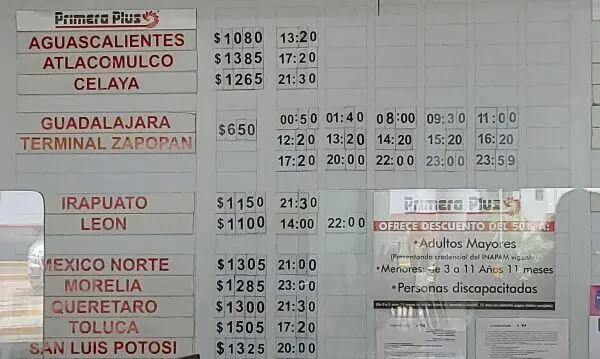 Primera Plus
AGUASCALIENTES $1080 13:20
ATLACOMULCO $1385 17:20
CELAYA $1265 21:30
00:50 01:40 08:00 09:30 11:00
GUADALAJARA
TERMINAL ZAPOPAN $650 12:20 13:20 14:20 15:20 16:20
17:20 20:00 22:00 23:00 23:59
IRAPUATO $1150 21:30
LEON $1100 14:00 22:00
MEXICO NORTE $1305 21:00
MORELIA $1285 23:00
QUERETARO $1300 21:30
TOLUCA $1505 17:20
SAN LUIS POTOSI $1325 20:00
Primera Plus
OFRECE DESCUENTO DEL 50% A:
•Adultos Mayores
(Presentando credencial del INAPAM vigente)
•Menores: de 3 a 11 Años 11 meses
•Personas discapacitadas